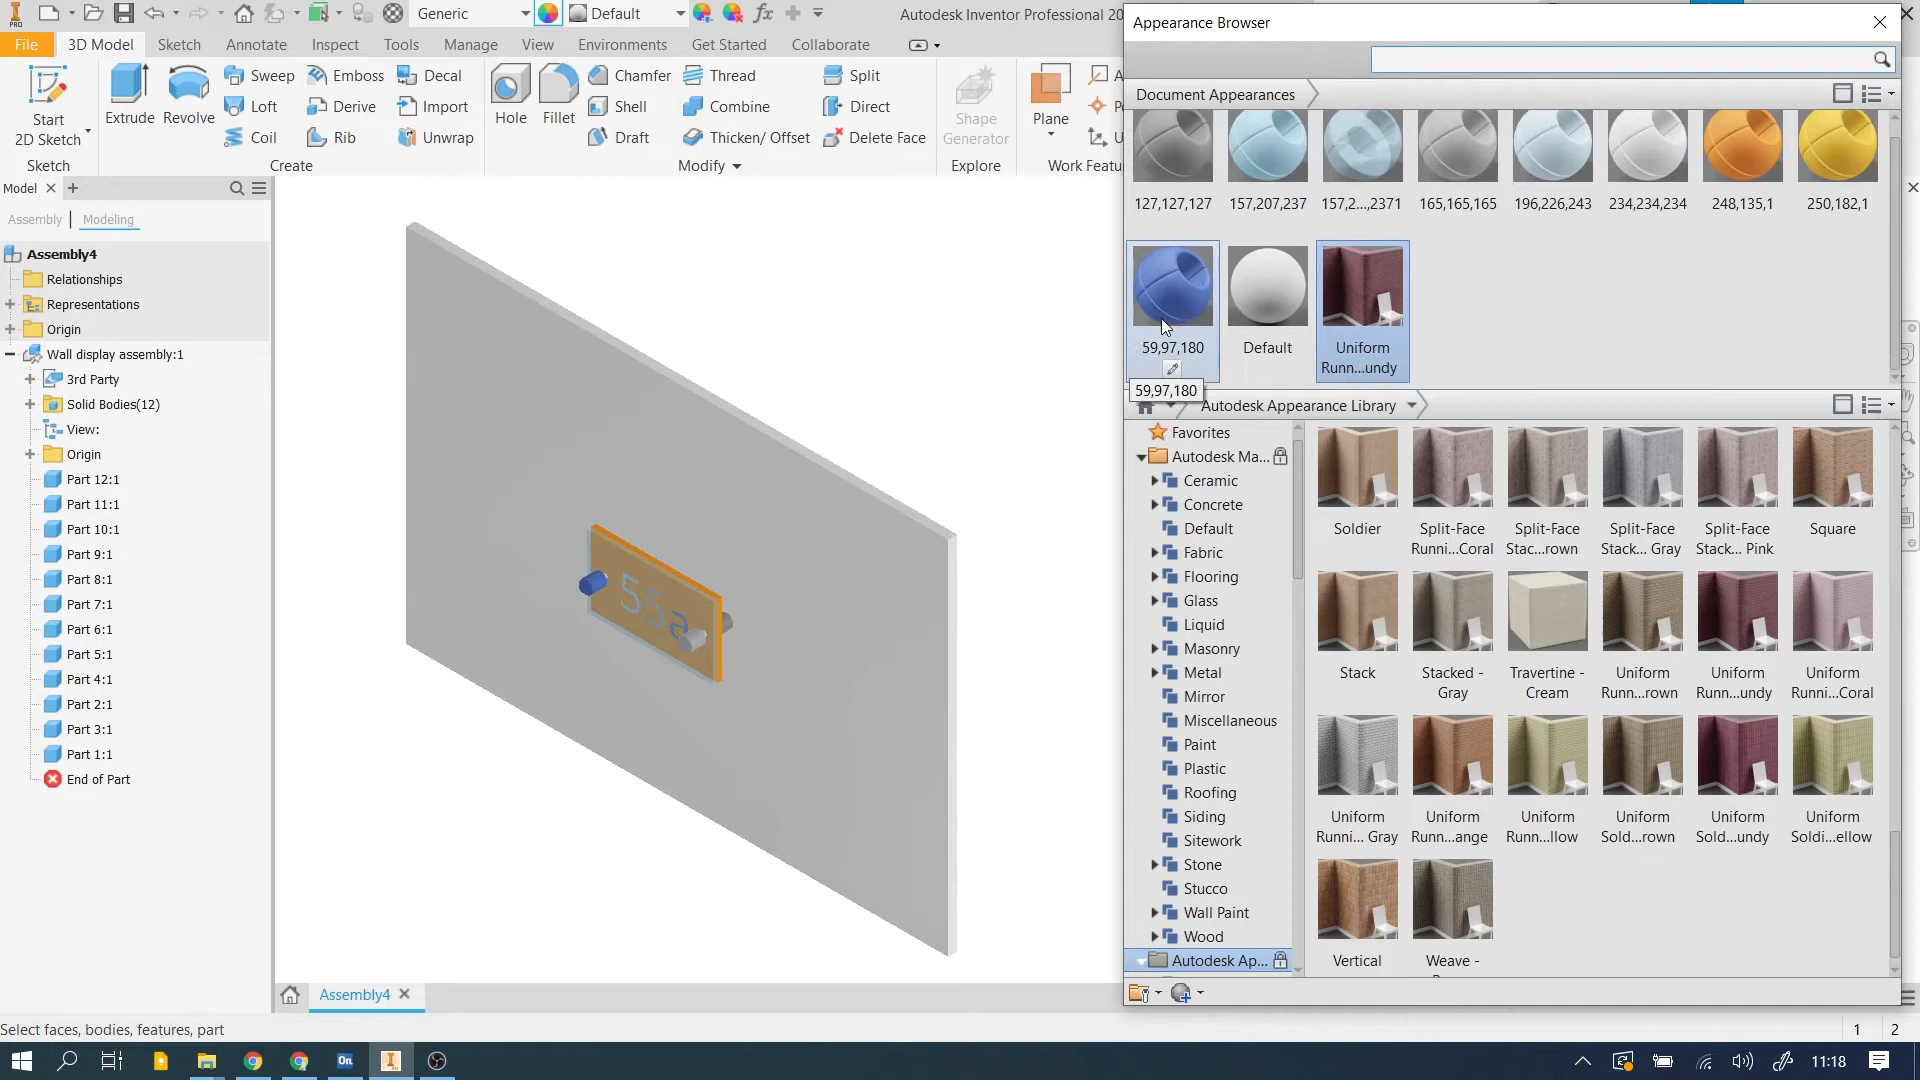 PRO
Generic
Default
fx
Autodesk Inventor Professional 20
File
3D Model
Sketch
Annotate
Inspect
Tools
Manage
View
Environments
Get Started
Collaborate
Start
2D Sketch
Sketch
Extrude
Revolve
Sweep
Loft
Coil
Emboss
Derive
Rib
Decal
Import
Unwrap
Create
Hole
Fillet
Chamfer
Shell
Draft
Thread
Combine
Thicken/ Offset
Split
Direct
Delete Face
Modify
Shape
Generator
Explore
Plane
Work Featu
Model
Assembly
Modeling
Assembly4
Relationships
Representations
Origin
Wall display assembly:1
3rd Party
Solid Bodies(12)
View:
Origin
Part 12:1
Part 11:1
Part 10:1
Part 9:1
Part 8:1
Part 7:1
Part 6:1
Part 5:1
Part 4:1
Part 2:1
Part 3:1
Part 1:1
End of Part
55a
Assembly4
Select faces, bodies, features, part
Appearance Browser
Document Appearances
127,127,127
157,207,237
157,2...,2371
165,165,165
196,226,243
234,234,234
248,135,1
250,182,1
59,97,180
Default
Uniform
Runn...undy
59,97,180
Autodesk Appearance Library
Favorites
Autodesk Ma...
Ceramic
Concrete
Default
Fabric
Flooring
Glass
Liquid
Masonry
Metal
Mirror
Miscellaneous
Paint
Plastic
Roofing
Siding
Sitework
Stone
Stucco
Wall Paint
Wood
Autodesk Ap...
Soldier
Split-Face
Runni...Coral
Split-Face
Stac...rown
Split-Face
Stack... Gray
Split-Face
Stack... Pink
Square
Stack
Stacked -
Gray
Travertine -
Cream
Uniform
Runn...rown
Uniform
Runn...undy
Uniform
Runni...Coral
Uniform
Runni... Gray
Uniform
Runn...ange
Uniform
Runn...llow
Uniform
Sold...rown
Uniform
Sold...undy
Uniform
Soldi...ellow
Vertical
Weave -
1
2
On
11:18